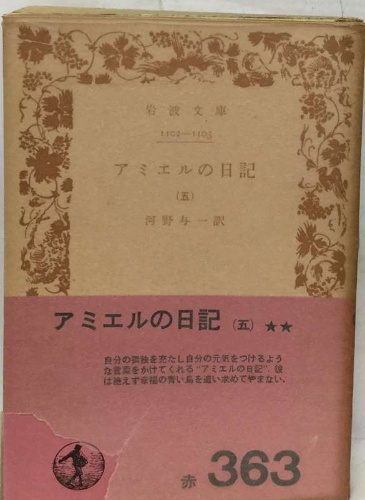 岩波文庫
1102—1103
アミエルの日記
(五)
河野与一訳
アミエルの日記 (五) ★★
自分の孤独を充たし自分の元気をつけるよう
な言葉をかけてくれる“アミエルの日記”、彼
は絶えず幸福の青い鳥を追い求めてやまない。
赤 363